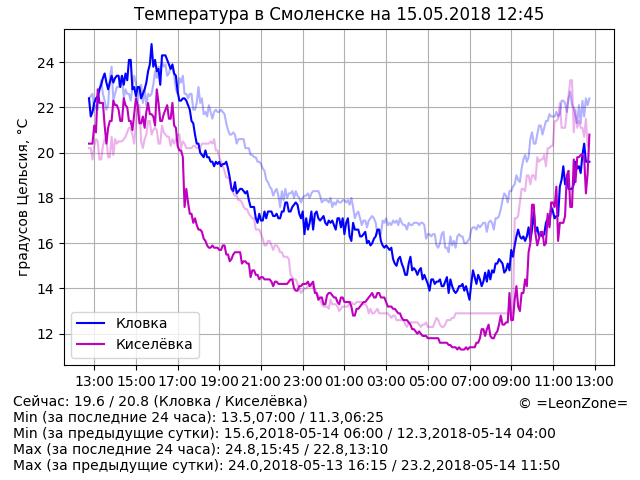 Температура в Смоленске на 15.05.2018 12:45
градусов Цельсия, °C
24
22
20
18
16
14
12
Кловка
Киселёвка
13:00 15:00 17:00 19:00 21:00 23:00 01:00 03:00 05:00 07:00 09:00 11:00 13:00
Сейчас: 19.6 / 20.8 (Кловка / Киселёвка)
© =LeonZone=
Min (за последние 24 часа): 13.5,07:00 / 11.3,06:25
Min (за предыдущие сутки): 15.6,2018-05-14 06:00 / 12.3,2018-05-14 04:00
Max (за последние 24 часа): 24.8,15:45 / 22.8,13:10
Max (за предыдущие сутки): 24.0,2018-05-13 16:15 / 23.2,2018-05-14 11:50